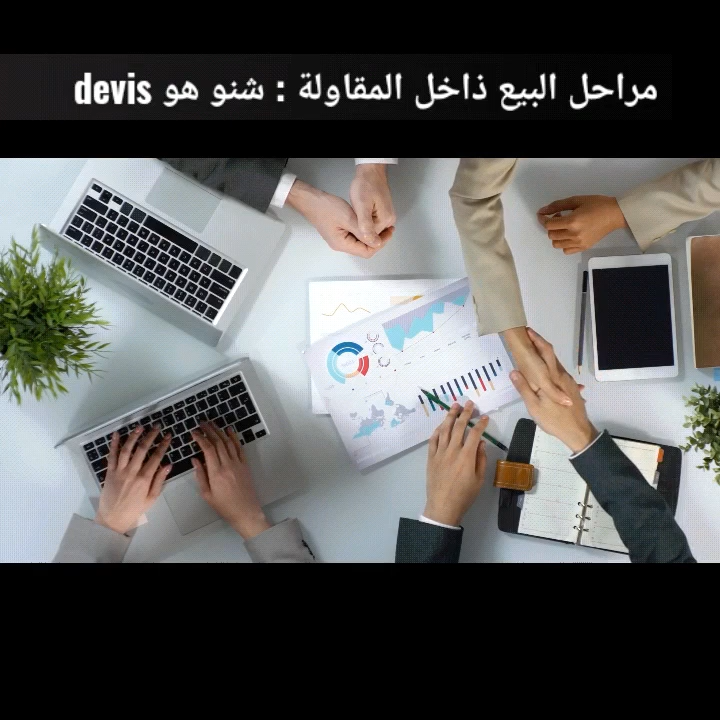 مراحل البيع ذاخل المقاولة : شنو هو devis